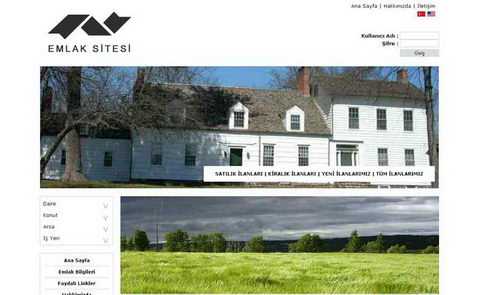 Ana Sayfa | Hakkımızda | İletişim
EMLAK SİTESİ
Kullanıcı Adı :
Şifre :
Giriş
SATILIK İLANLARI | KİRALIK İLANLARI | YENİ İLANLARIMIZ | TÜM İLANLARIMIZ
Daire
Konut
Arsa
İş Yeri
Ana Sayfa
Emlak Bilgileri
Faydalı Linkler
Hakkımızda